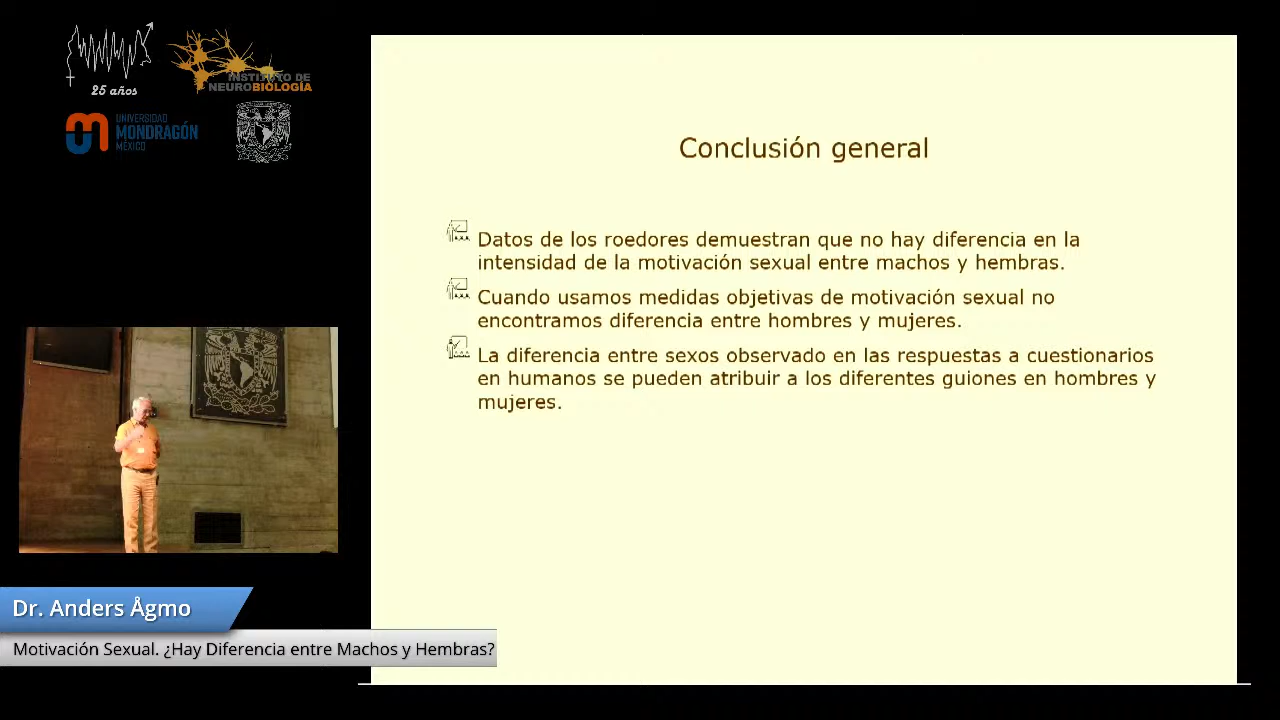 25 años
INSTITUTO DE
NEUROBIOLOGÍA
UNIVERSIDAD
MONDRAGÓN
MÉXICO
Conclusión general
Datos de los roedores demuestran que no hay diferencia en la
intensidad de la motivación sexual entre machos y hembras.
Cuando usamos medidas objetivas de motivación sexual no
encontramos diferencia entre hombres y mujeres.
La diferencia entre sexos observado en las respuestas a cuestionarios
en humanos se pueden atribuir a los diferentes guiones en hombres y
mujeres.
Dr. Anders Ågmo
Motivación Sexual. ¿Hay Diferencia entre Machos y Hembras?